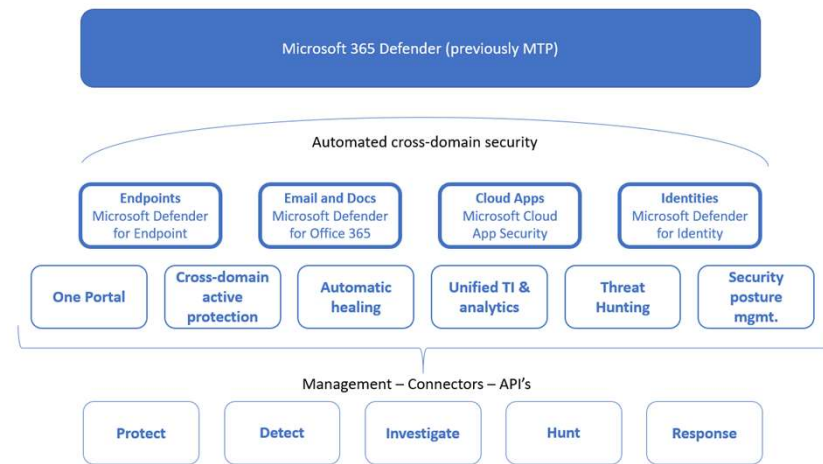 Microsoft 365 Defender (previously MTP)
Automated cross-domain security
Endpoints
Microsoft Defender
for Endpoint
Email and Docs
Microsoft Defender
for Office 365
Cloud Apps
Microsoft Cloud
App Security
Identities
Microsoft Defender
for Identity
One Portal
Cross-domain
active
protection
Automatic
healing
Unified TI &
analytics
Threat
Hunting
Security
posture
mgmt.
Management – Connectors – API’s
Protect
Detect
Investigate
Hunt
Response